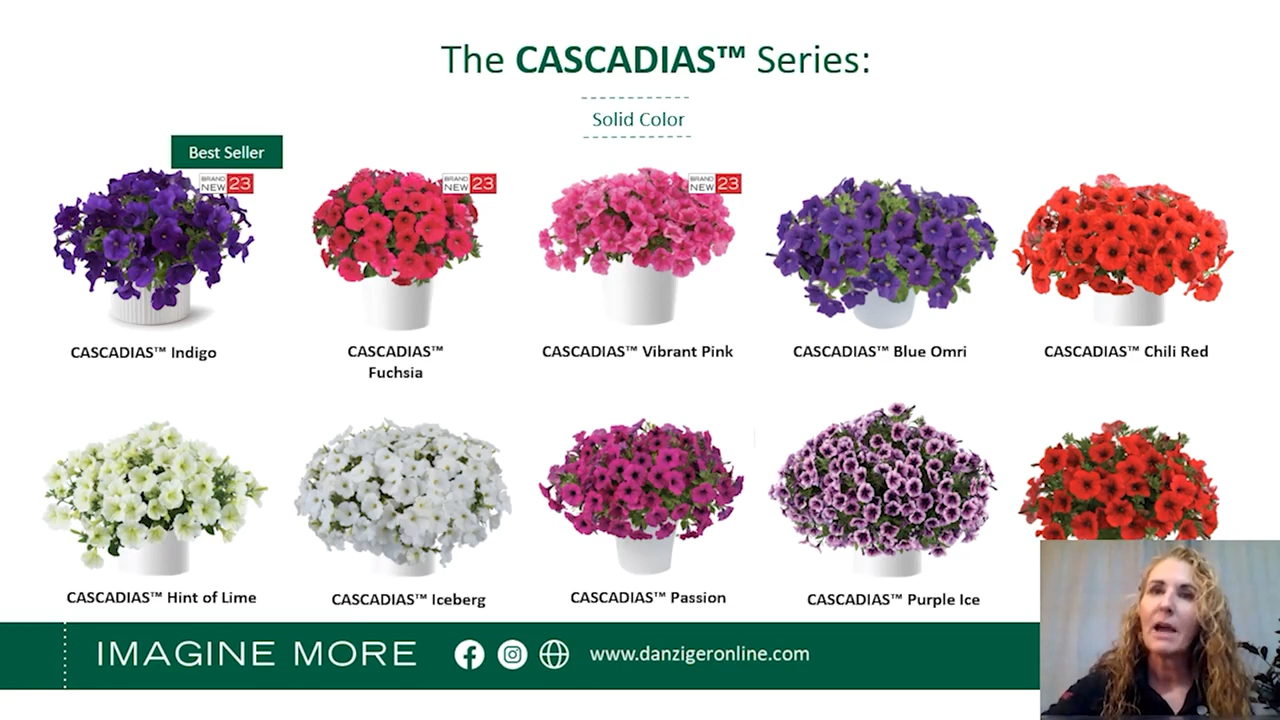 The CASCADIAS™ Series:
Solid Color
Best Seller
BRAND NEW 23
BRAND NEW 23
BRAND NEW 23
CASCADIAS™ Indigo
CASCADIAS™
Fuchsia
CASCADIAS™ Vibrant Pink
CASCADIAS™ Blue Omri
CASCADIAS™ Chili Red
CASCADIAS™ Hint of Lime
CASCADIAS™ Iceberg
CASCADIAS™ Passion
CASCADIAS™ Purple Ice
IMAGINE MORE
www.danzigeronline.com